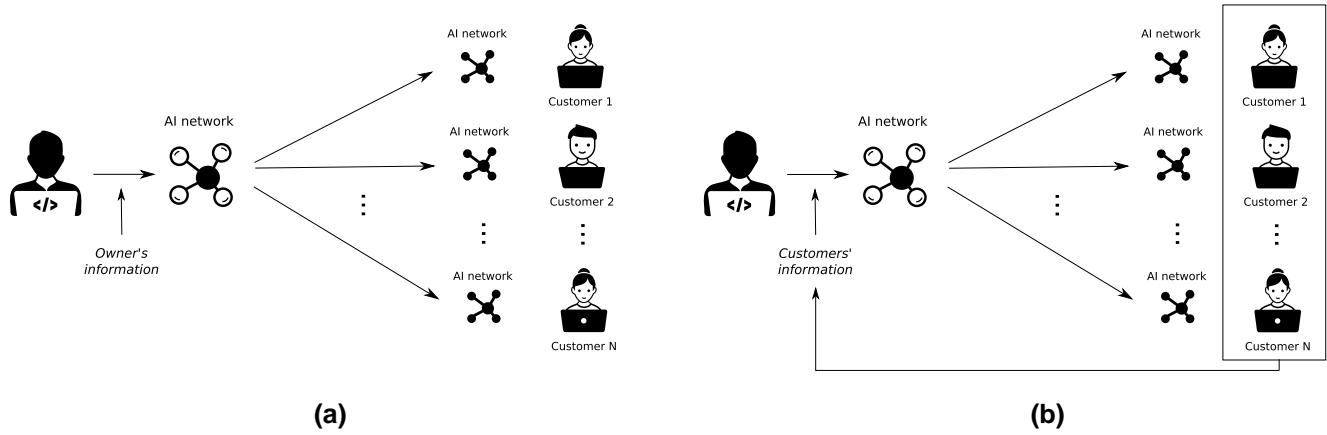 AI network
Customer 1
AI network
AI network
Customer 2
</>
Owner's
information
AI network
Customer N
(a)
AI network
Customer 1
AI network
AI network
Customer 2
</>
Customers'
information
AI network
Customer N
(b)